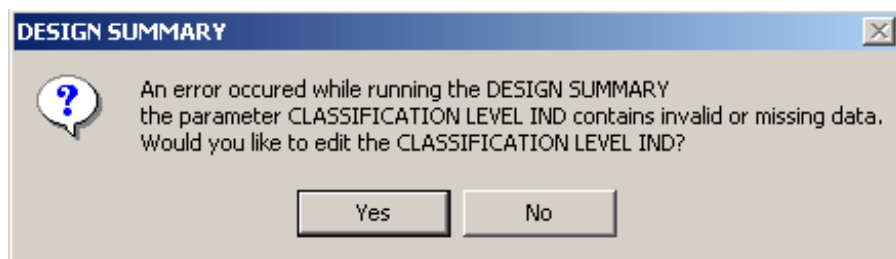 DESIGN SUMMARY
An error occured while running the DESIGN SUMMARY
the parameter CLASSIFICATION LEVEL IND contains invalid or missing data.
Would you like to edit the CLASSIFICATION LEVEL IND?
Yes No